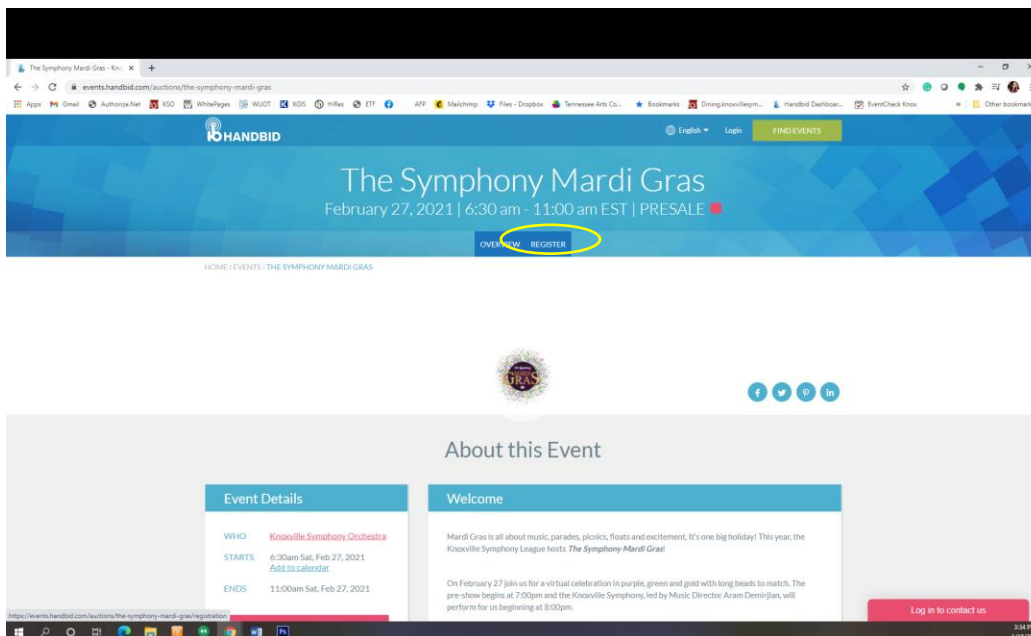 The Symphony Mardi Gras - Kno
events.handbid.com/auctions/the-symphony-mardi-gras
Apps Gmail Authorize.Net KSO WhitePages WUOT KGIS HiRes ETF AFP Mailchimp Files - Dropbox Tennessee Arts Co... Bookmarks Dining.knoxvillesym... Handbid Dashboar... EventCheck Knox » Other bookmark
HANDBID English Login FIND EVENTS
The Symphony Mardi Gras
February 27, 2021 | 6:30 am - 11:00 am EST | PRESALE
OVERVIEW REGISTER
HOME : EVENTS : THE SYMPHONY MARDI GRAS
GRAS
About this Event
Event Details
WHO Knoxville Symphony Orchestra
STARTS 6:30am Sat, Feb 27, 2021
Add to calendar
ENDS 11:00am Sat, Feb 27, 2021
Welcome
Mardi Gras is all about music, parades, picnics, floats and excitement. It's one big holiday! This year, the
Knoxville Symphony League hosts The Symphony Mardi Gras!
On February 27 join us for a virtual celebration in purple, green and gold with long beads to match. The
pre-show begins at 7:00pm and the Knoxville Symphony, led by Music Director Aram Demirjian, will
perform for us beginning at 8:00pm.
Log in to contact us
https://events.handbid.com/auctions/the-symphony-mardi-gras/registration
3:34 P